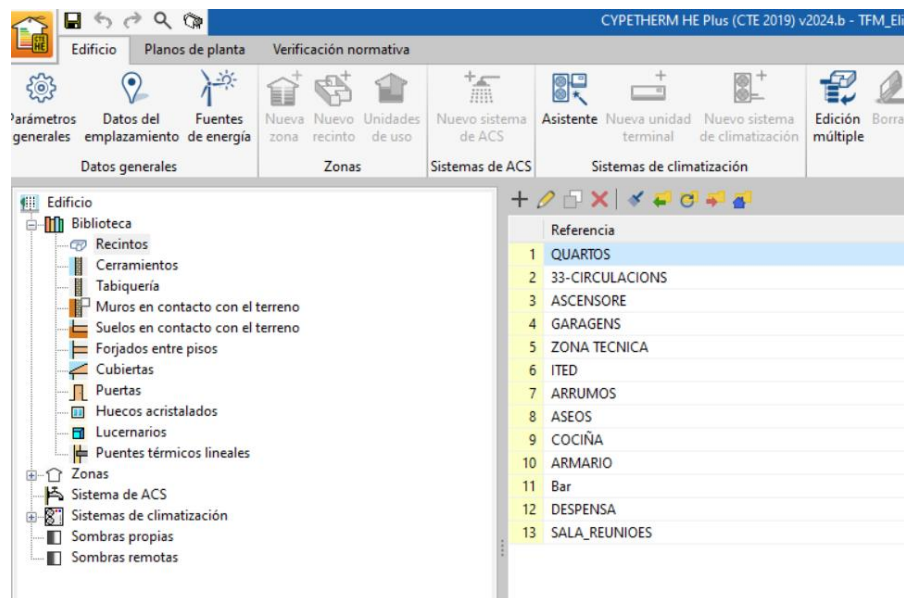 CYPETHERM HE Plus (CTE 2019) v2024.b - TFM_Eli
CTE
HE
Edificio Planos de planta Verificación normativa
Parámetros generales
Datos del emplazamiento
Fuentes de energía
Nueva zona
Nuevo recinto
Unidades de uso
Nuevo sistema de ACS
Asistente
Nueva unidad terminal
Nuevo sistema de climatización
Edición múltiple
Borra
Datos generales Zonas Sistemas de ACS Sistemas de climatización
Edificio
Biblioteca
Recintos
Cerramientos
Tabiquería
Muros en contacto con el terreno
Suelos en contacto con el terreno
Forjados entre pisos
Cubiertas
Puertas
Huecos acristalados
Lucernarios
Puentes térmicos lineales
Zonas
Sistema de ACS
Sistemas de climatización
Sombras propias
Sombras remotas
Referencia
1 QUARTOS
2 33-CIRCULACIONS
3 ASCENSORE
4 GARAGENS
5 ZONA TECNICA
6 ITED
7 ARRUMOS
8 ASEOS
9 COCIÑA
10 ARMARIO
11 Bar
12 DESPENSA
13 SALA_REUNIOES